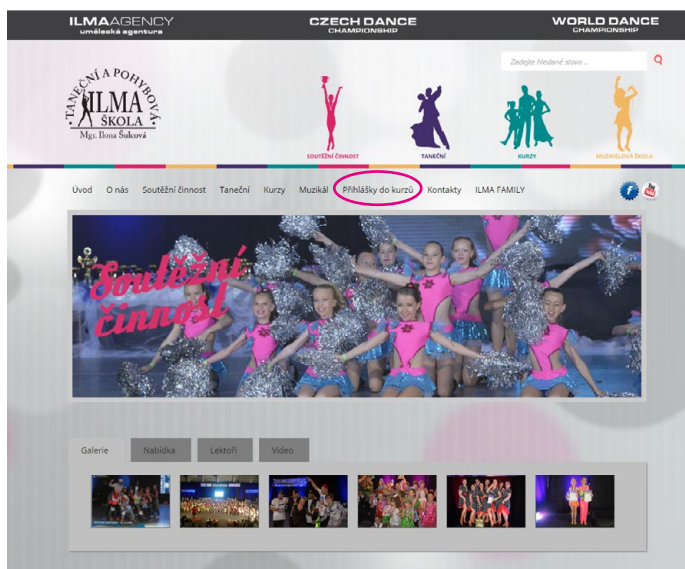 ILMAAGENCY
umělecká agentura
CZECH DANCE
CHAMPIONSHIP
WORLD DANCE
CHAMPIONSHIP
Zadejte hledané slovo ...
TANEČNÍ A POHYBOVÁ
ILMA
ŠKOLA
Mgr. Ilona Šulcová
SOUTĚŽNÍ ČINNOST
TANEČNÍ
KURZY
MUZIKÁLOVÁ ŠKOLA
Úvod O nás Soutěžní činnost Taneční Kurzy Muzikál Přihlášky do kurzů Kontakty ILMA FAMILY
f
You Tube
Soutěžní
činnost
Galerie Nabídka Lektoři Video